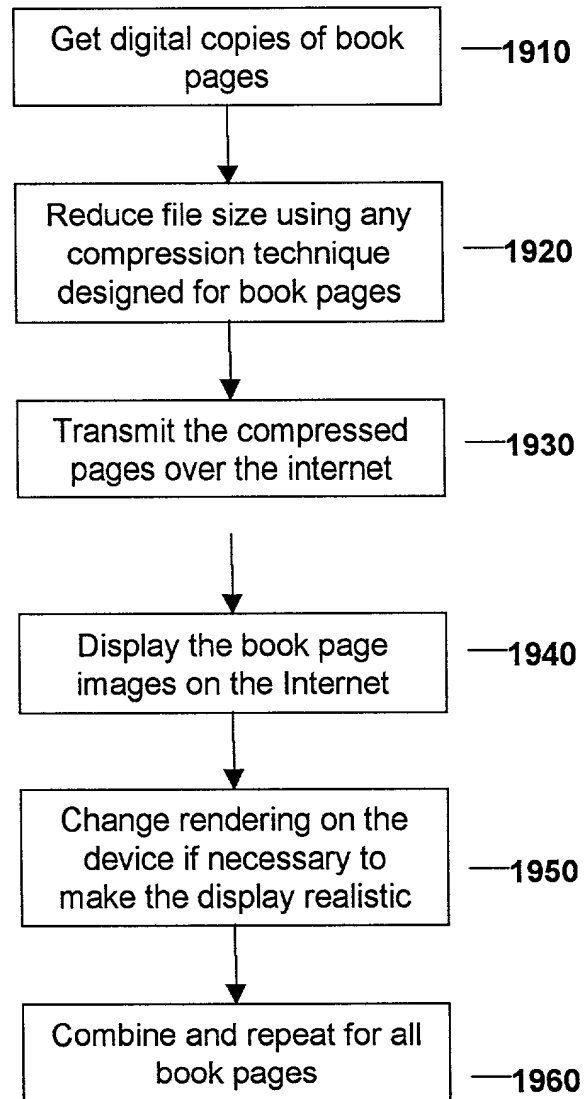 Get digital copies of book
pages
1910
Reduce file size using any
compression technique
designed for book pages
1920
Transmit the compressed
pages over the internet
1930
Display the book page
images on the Internet
1940
Change rendering on the
device if necessary to
make the display realistic
1950
Combine and repeat for all
book pages
1960